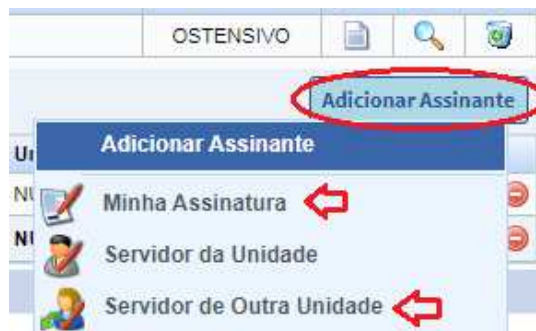 OSTENSIVO
Adicionar Assinante
Adicionar Assinante
Minha Assinatura
Servidor da Unidade
Servidor de Outra Unidade